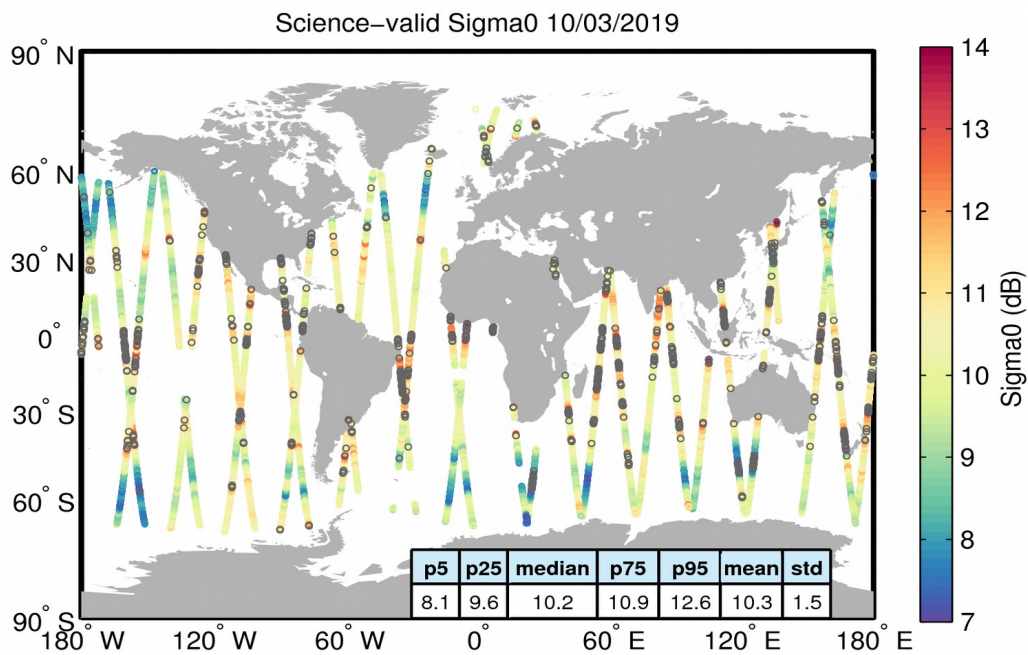 Science−valid Sigma0 10/03/2019
90° N
60° N
30° N
0°
30° S
60° S
90° S
180° W
120° W
60° W
0°
60° E
120° E
180° E
p5 p25 median p75 p95 mean std
8.1 9.6 10.2 10.9 12.6 10.3 1.5
14
13
12
11
10
9
8
7
Sigma0 (dB)